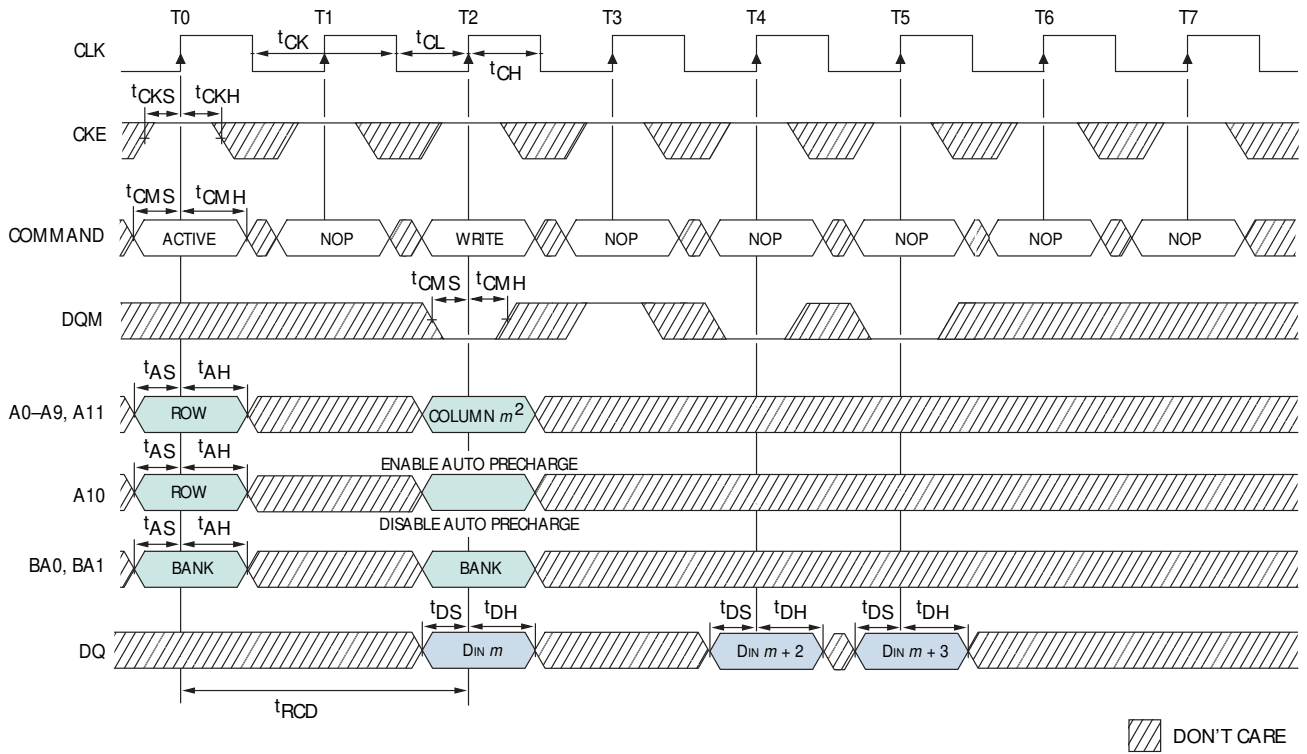 T0 T1 T2 T3 T4 T5 T6 T7
CLK
tCK tCL
tCH
tCKS tCKH
CKE
tCMS tCMH
COMMAND ACTIVE NOP WRITE NOP NOP NOP NOP NOP
tCMS tCMH
DQM
tAS tAH
A0–A9, A11 ROW COLUMN m2
tAS tAH ENABLE AUTO PRECHARGE
A10 ROW
tAS tAH DISABLE AUTO PRECHARGE
BA0, BA1 BANK BANK
tDS tDH tDS tDH tDS tDH
DQ DIN m DIN m + 2 DIN m + 3
tRCD
DON'T CARE